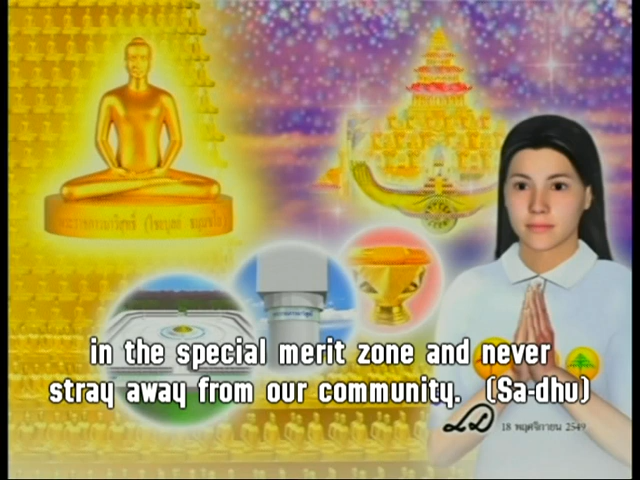 in the special merit zone and never
stray away from our community. (Sa-dhu)
18 พฤศจิกายน 2549